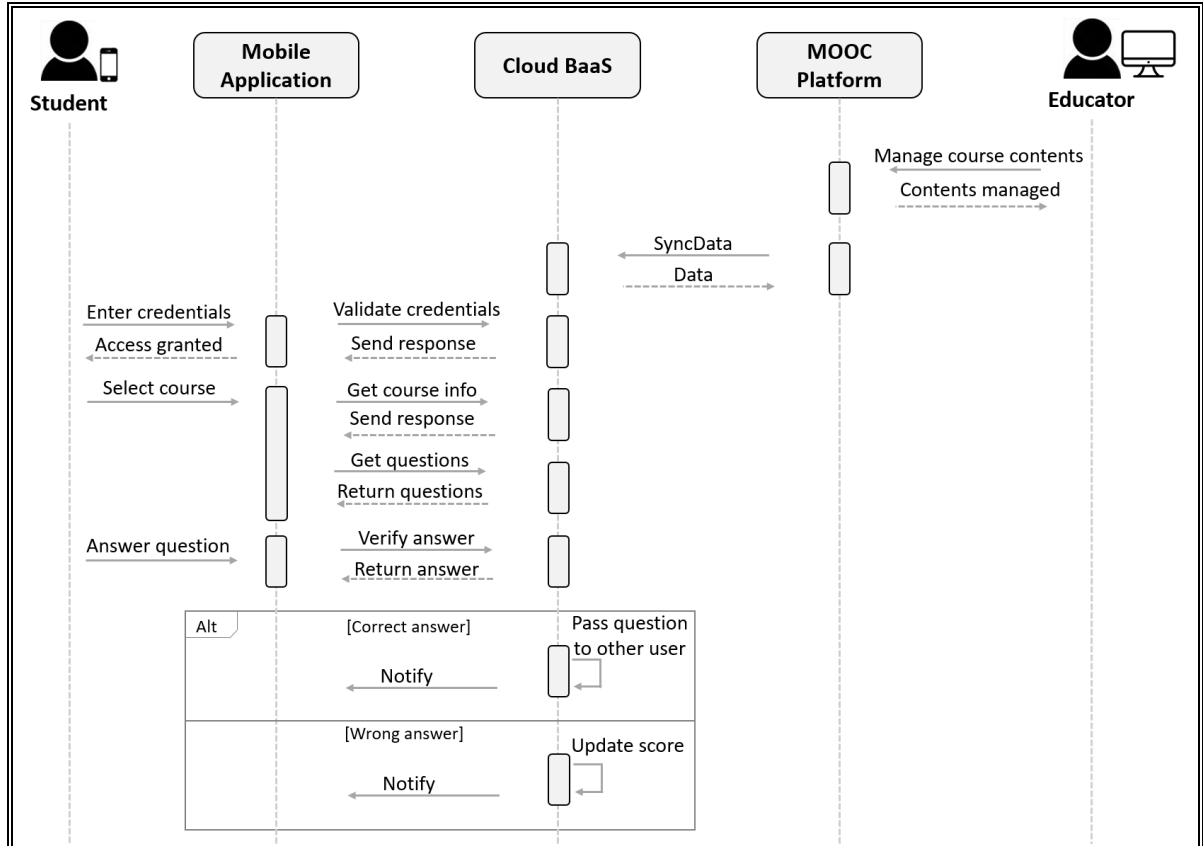 Student
Mobile
Application
Cloud BaaS
MOOC
Platform
Educator
Manage course contents
Contents managed
SyncData
Data
Enter credentials
Validate credentials
Access granted
Send response
Select course
Get course info
Send response
Get questions
Return questions
Answer question
Verify answer
Return answer
Alt
[Correct answer]
Pass question
to other user
Notify
[Wrong answer]
Update score
Notify